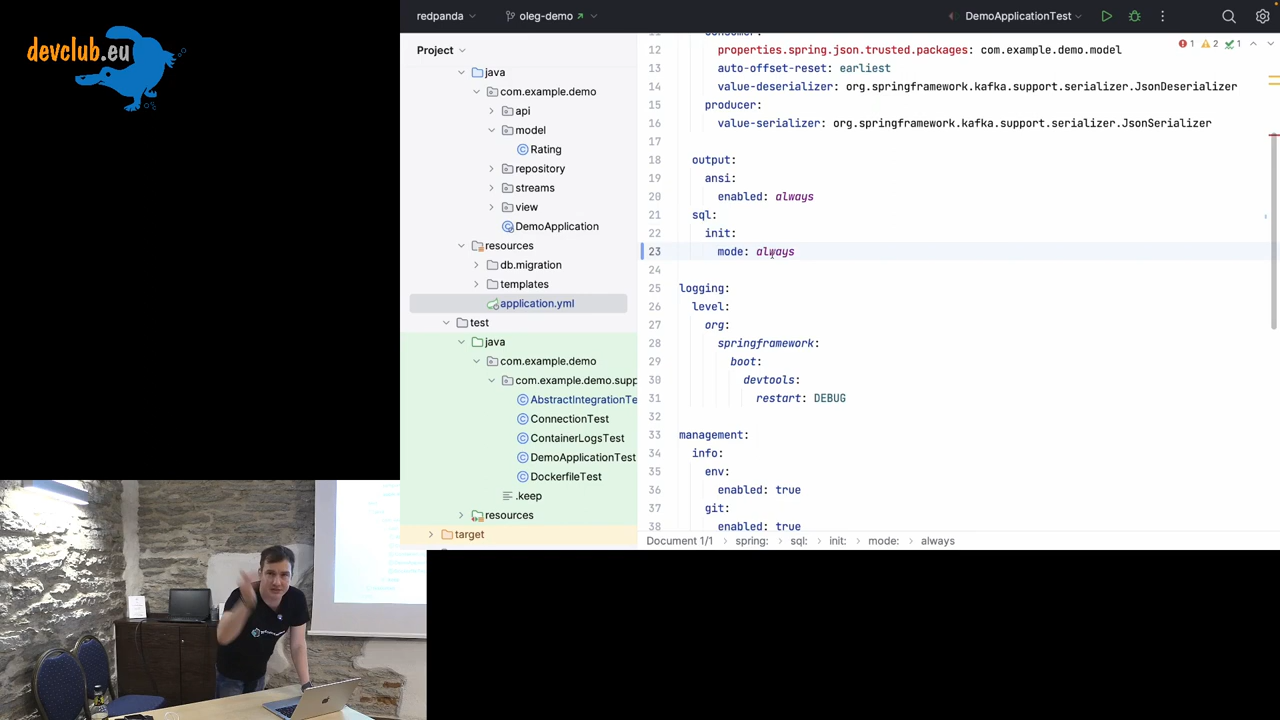 devclub.eu
redpanda
oleg-demo
DemoApplicationTest
Project
java
com.example.demo
api
model
Rating
repository
streams
view
DemoApplication
resources
db.migration
templates
application.yml
test
java
com.example.demo
com.example.demo.supp
AbstractIntegrationTe
ConnectionTest
ContainerLogsTest
DemoApplicationTest
DockerfileTest
.keep
resources
target
1 2 1
12 properties.spring.json.trusted.packages: com.example.demo.model
13 auto-offset-reset: earliest
14 value-deserializer: org.springframework.kafka.support.serializer.JsonDeserializer
15 producer:
16 value-serializer: org.springframework.kafka.support.serializer.JsonSerializer
17
18 output:
19 ansi:
20 enabled: always
21 sql:
22 init:
23 mode: always
24
25 logging:
26 level:
27 org:
28 springframework:
29 boot:
30 devtools:
31 restart: DEBUG
32
33 management:
34 info:
35 env:
36 enabled: true
37 git:
38 enabled: true
Document 1/1 spring: sql: init: mode: always